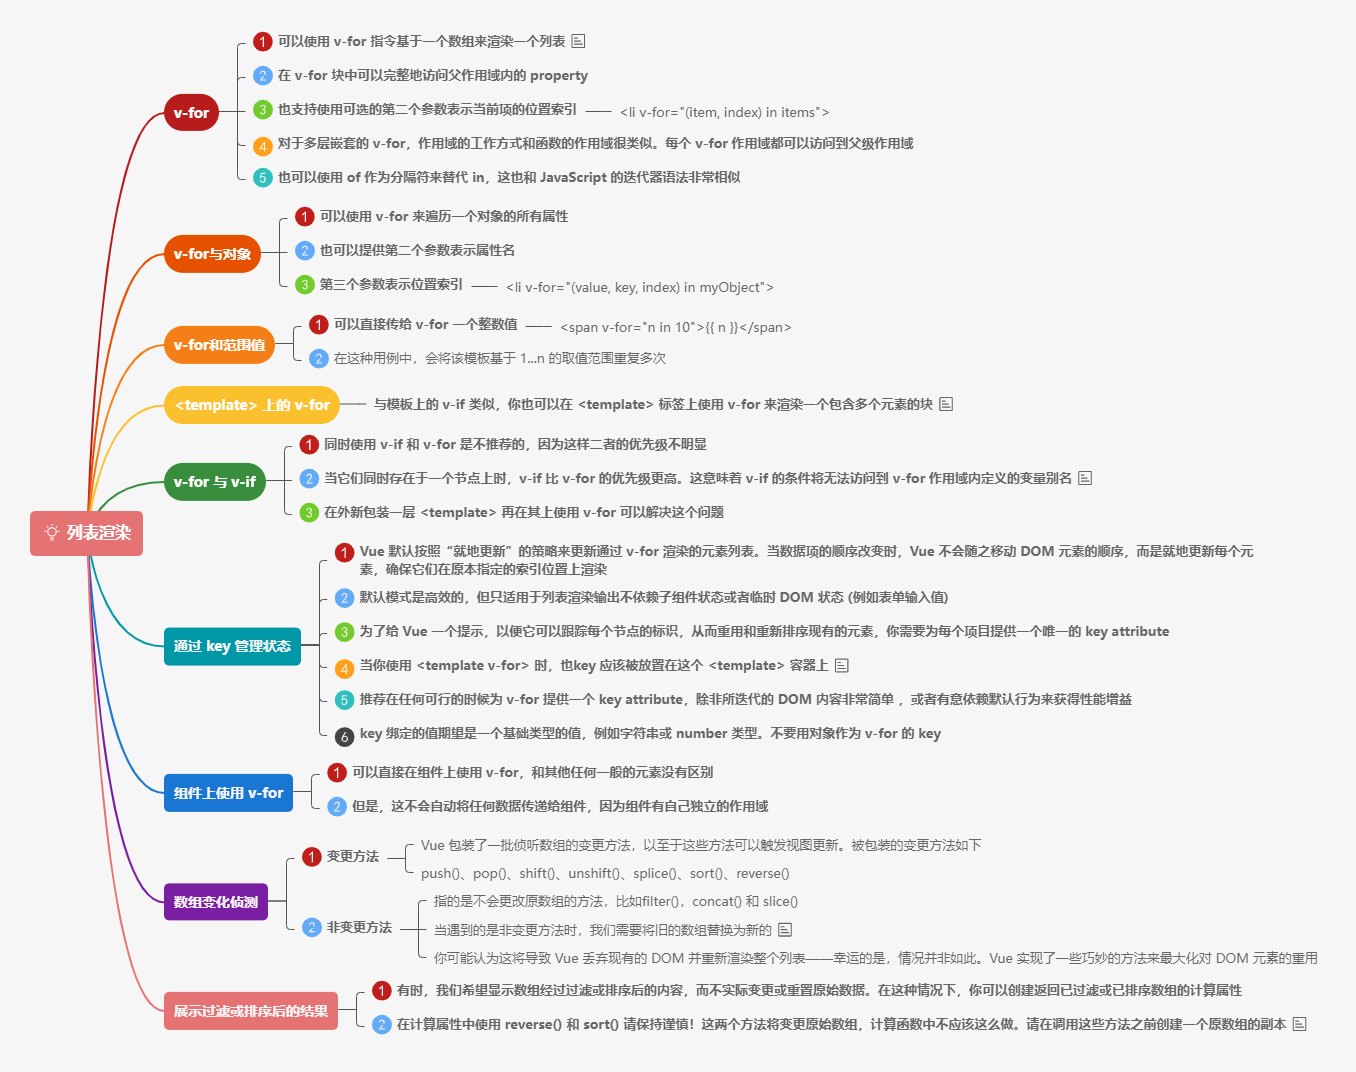 列表渲染
v-for
1 可以使用 v-for 指令基于一个数组来渲染一个列表
2 在 v-for 块中可以完整地访问父作用域内的 property
3 也支持使用可选的第二个参数表示当前项的位置索引 —— <li v-for="(item, index) in items">
4 对于多层嵌套的 v-for，作用域的工作方式和函数的作用域很类似。每个 v-for 作用域都可以访问到父级作用域
5 也可以使用 of 作为分隔符来替代 in，这也和 JavaScript 的迭代器语法非常相似
v-for与对象
1 可以使用 v-for 来遍历一个对象的所有属性
2 也可以提供第二个参数表示属性名
3 第三个参数表示位置索引 —— <li v-for="(value, key, index) in myObject">
v-for和范围值
1 可以直接传给 v-for 一个整数值 —— <span v-for="n in 10">{{ n }}</span>
2 在这种用例中，会将该模板基于 1...n 的取值范围重复多次
<template> 上的 v-for
与模板上的 v-if 类似，你也可以在 <template> 标签上使用 v-for 来渲染一个包含多个元素的块
v-for 与 v-if
1 同时使用 v-if 和 v-for 是不推荐的，因为这样二者的优先级不明显
2 当它们同时存在于一个节点上时，v-if 比 v-for 的优先级更高。这意味着 v-if 的条件将无法访问到 v-for 作用域内定义的变量别名
3 在外新包装一层 <template> 再在其上使用 v-for 可以解决这个问题
通过 key 管理状态
1 Vue 默认按照“就地更新”的策略来更新通过 v-for 渲染的元素列表。当数据项的顺序改变时，Vue 不会随之移动 DOM 元素的顺序，而是就地更新每个元
素，确保它们在原本指定的索引位置上渲染
2 默认模式是高效的，但只适用于列表渲染输出不依赖子组件状态或者临时 DOM 状态 (例如表单输入值)
3 为了给 Vue 一个提示，以便它可以跟踪每个节点的标识，从而重用和重新排序现有的元素，你需要为每个项目提供一个唯一的 key attribute
4 当你使用 <template v-for> 时，也key 应该被放置在这个 <template> 容器上
5 推荐在任何可行的时候为 v-for 提供一个 key attribute，除非所迭代的 DOM 内容非常简单 ，或者有意依赖默认行为来获得性能增益
6 key 绑定的值期望是一个基础类型的值，例如字符串或 number 类型。不要用对象作为 v-for 的 key
组件上使用 v-for
1 可以直接在组件上使用 v-for，和其他任何一般的元素没有区别
2 但是，这不会自动将任何数据传递给组件，因为组件有自己独立的作用域
数组变化侦测
1 变更方法
Vue 包装了一批侦听数组的变更方法，以至于这些方法可以触发视图更新。被包装的变更方法如下
push()、pop()、shift()、unshift()、splice()、sort()、reverse()
2 非变更方法
指的是不会更改原数组的方法，比如filter()，concat() 和 slice()
当遇到的是非变更方法时，我们需要将旧的数组替换为新的
你可能认为这将导致 Vue 丢弃现有的 DOM 并重新渲染整个列表——幸运的是，情况并非如此。Vue 实现了一些巧妙的方法来最大化对 DOM 元素的重用
展示过滤或排序后的结果
1 有时，我们希望显示数组经过过滤或排序后的内容，而不实际变更或重置原始数据。在这种情况下，你可以创建返回已过滤或已排序数组的计算属性
2 在计算属性中使用 reverse() 和 sort() 请保持谨慎！这两个方法将变更原始数组，计算函数中不应该这么做。请在调用这些方法之前创建一个原数组的副本